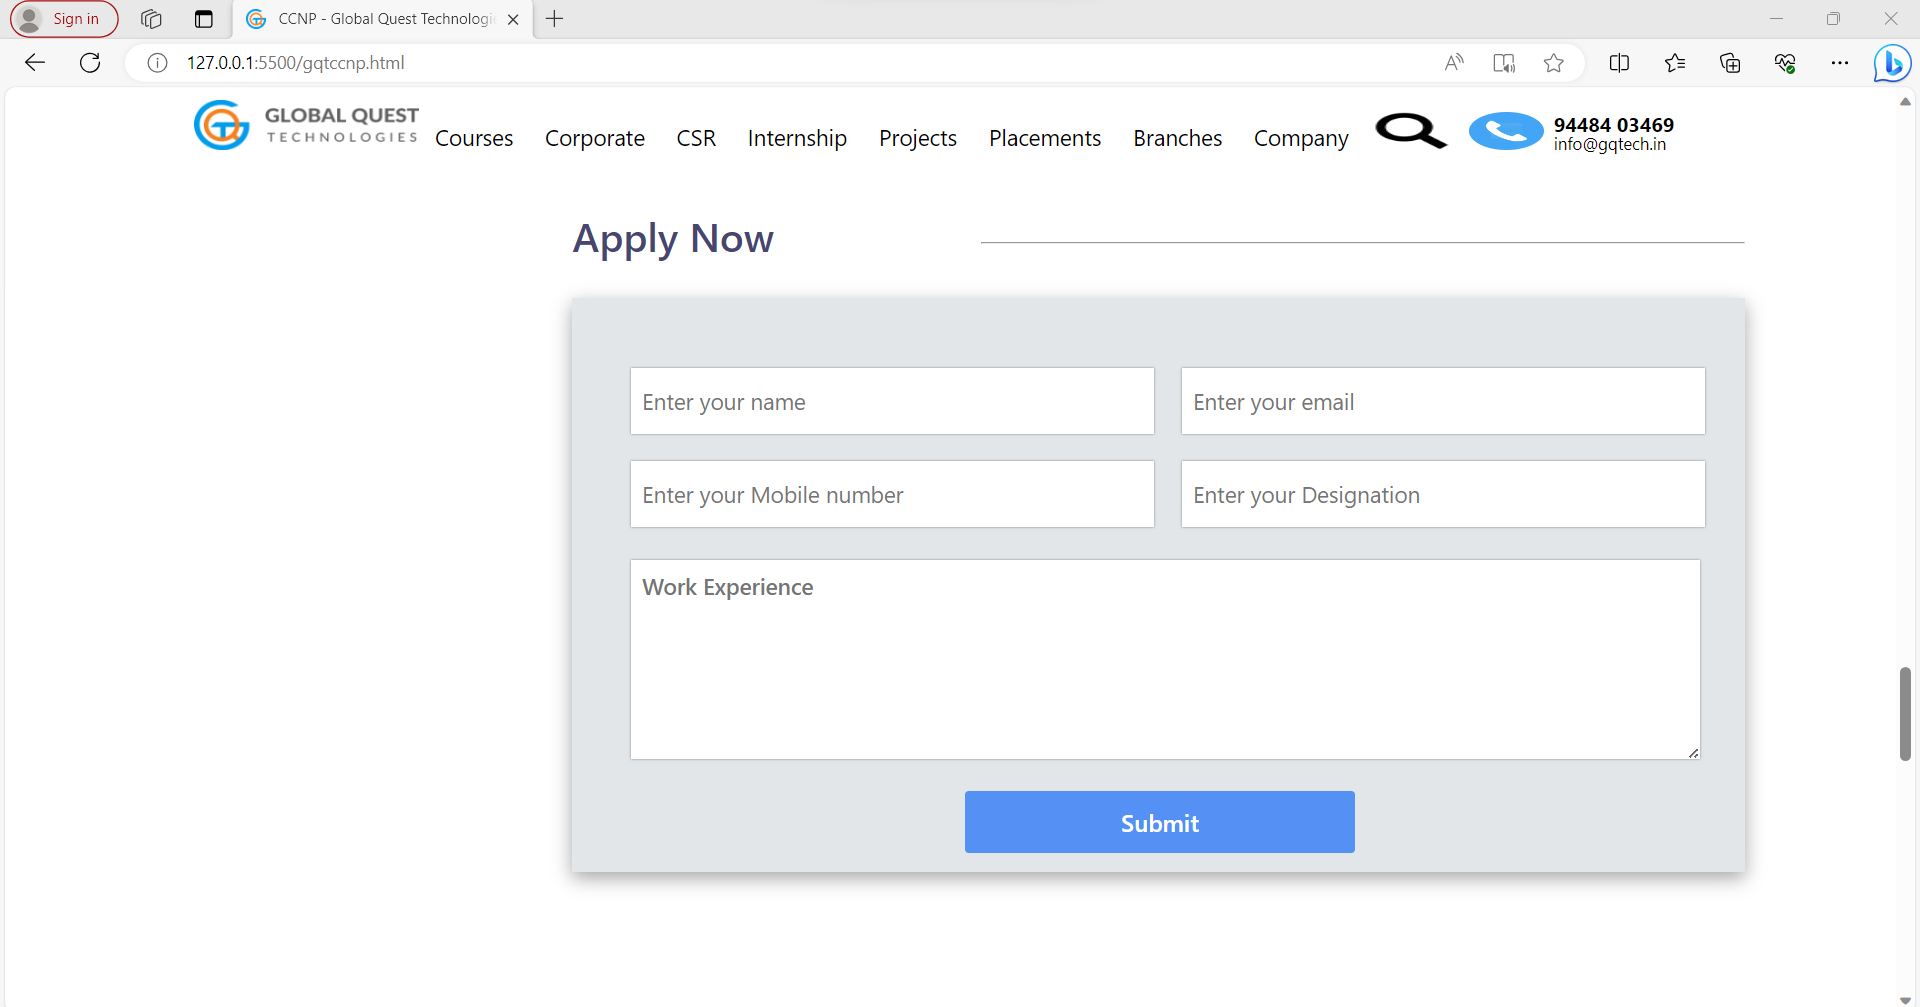 Sign in
CCNP - Global Quest Technologi
127.0.0.1:5500/gqtccnp.html
GLOBAL QUEST
TECHNOLOGIES
Courses Corporate CSR Internship Projects Placements Branches Company
94484 03469
info@gqtech.in
Apply Now
Enter your name
Enter your email
Enter your Mobile number
Enter your Designation
Work Experience
Submit